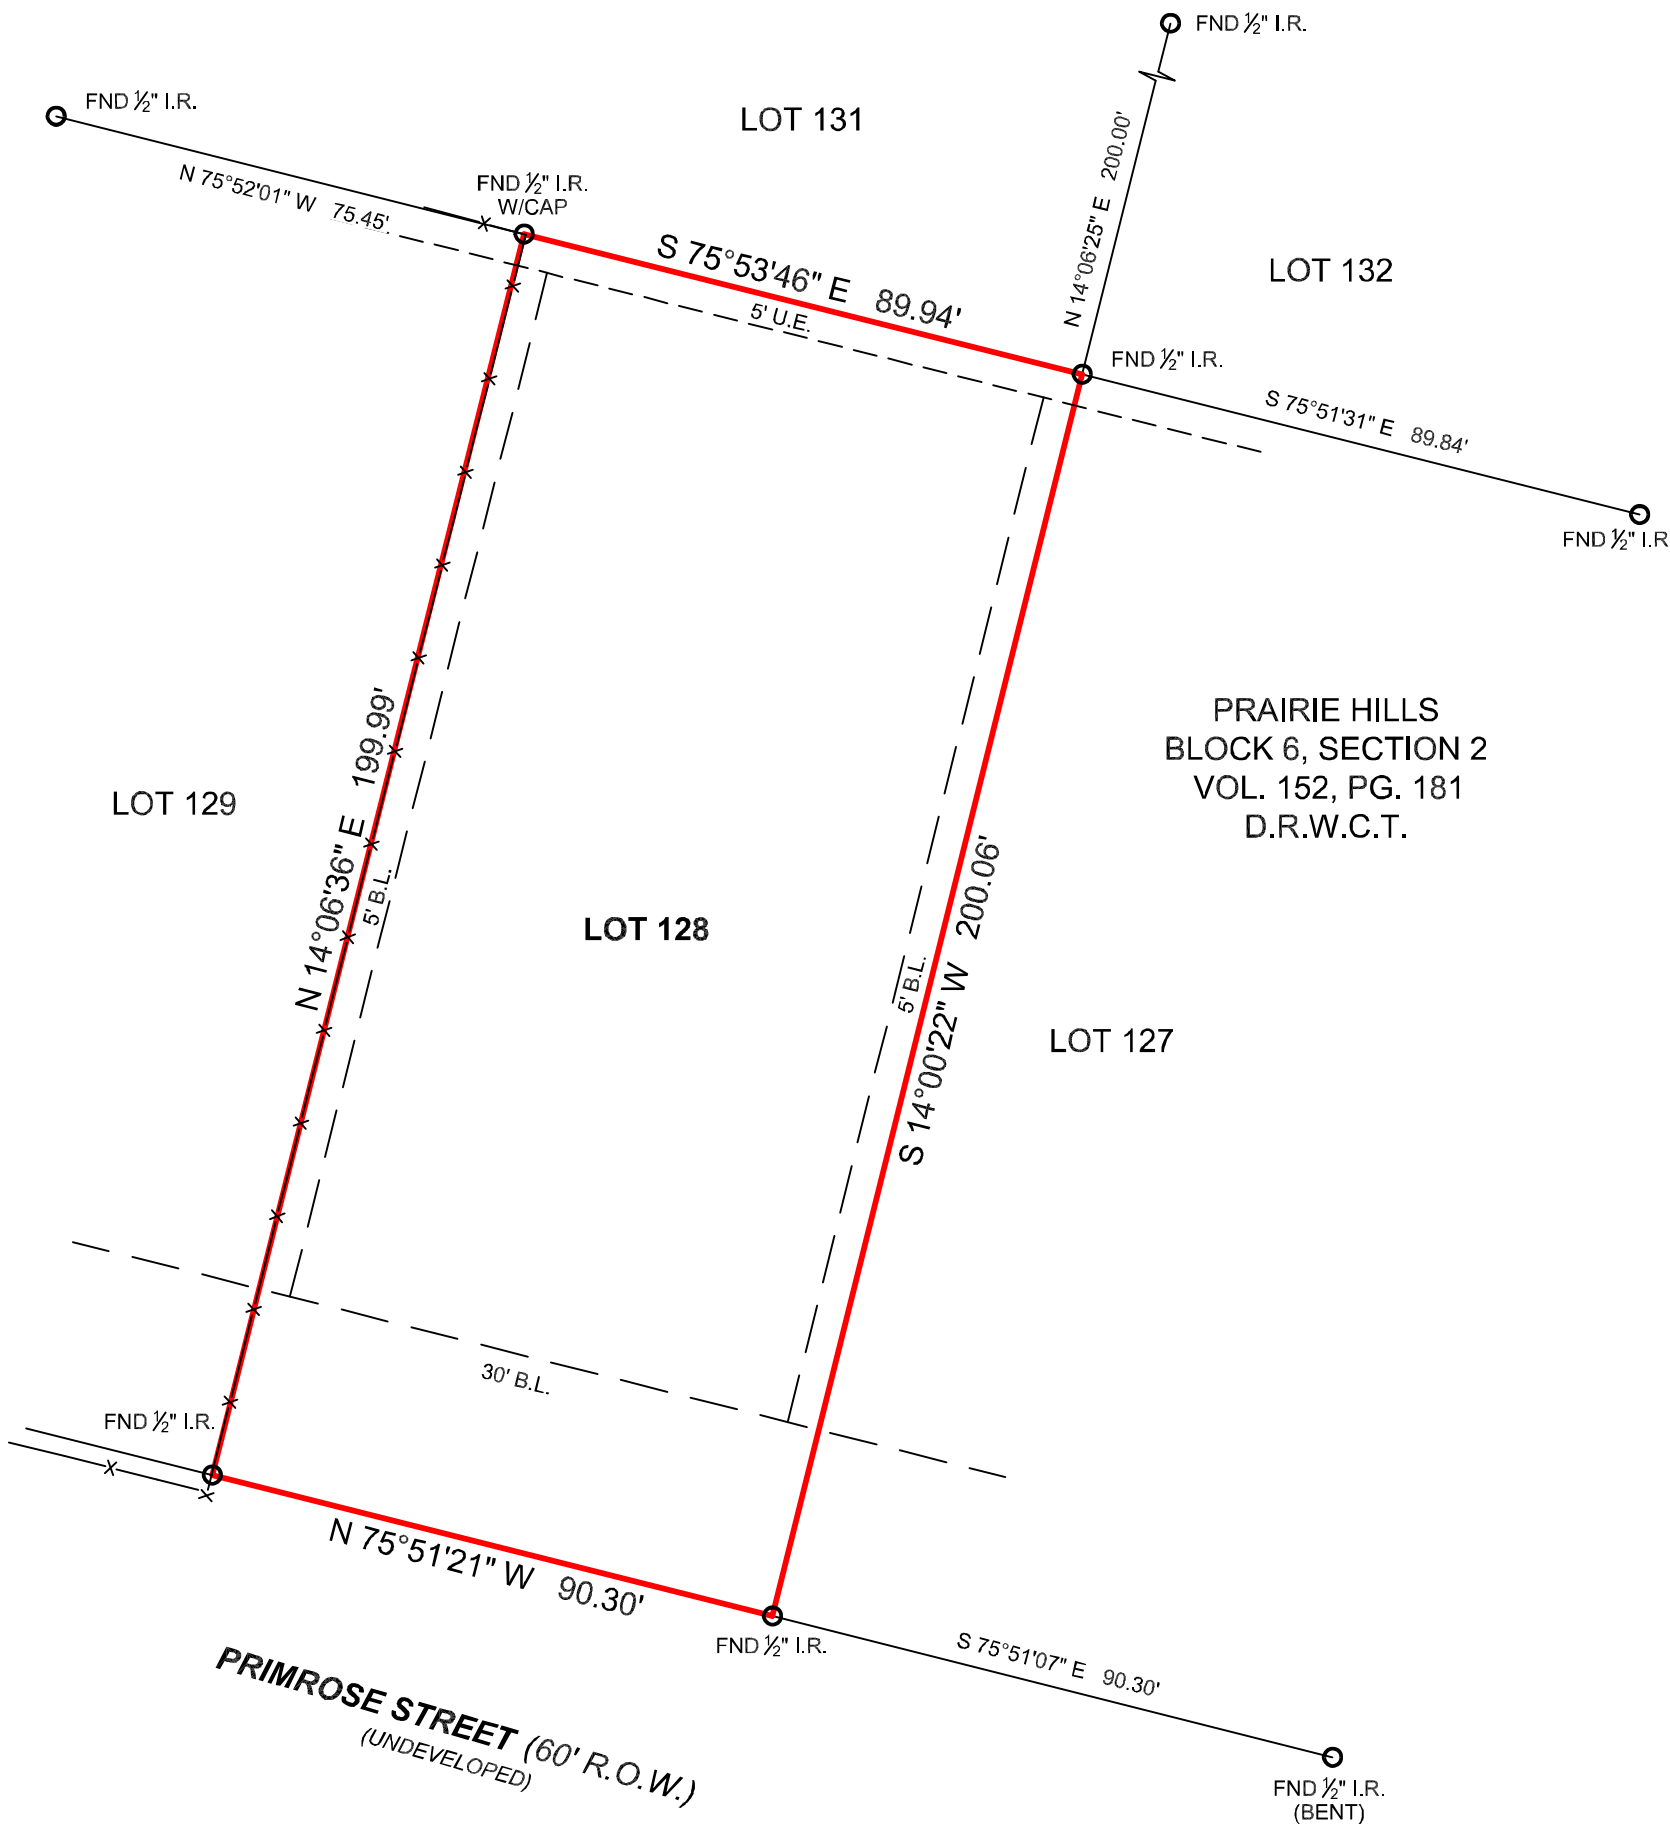 FND ½" I.R.
FND ½" I.R.
LOT 131
N 75°52'01" W 75.45'
FND ½" I.R.
W/CAP
N 14°06'25" E 200.00'
S 75°53'46" E 89.94'
5' U.E.
LOT 132
FND ½" I.R.
S 75°51'31" E 89.84'
FND ½" I.R
PRAIRIE HILLS
BLOCK 6, SECTION 2
VOL. 152, PG. 181
D.R.W.C.T.
LOT 129
N 14°06'36" E 199.99'
5' B.L.
LOT 128
5' B.L.
S 14°00'22" W 200.06'
LOT 127
30' B.L.
FND ½" I.R.
N 75°51'21" W 90.30'
FND ½" I.R.
S 75°51'07" E 90.30'
PRIMROSE STREET (60' R.O.W.)
(UNDEVELOPED)
FND ½" I.R.
(BENT)